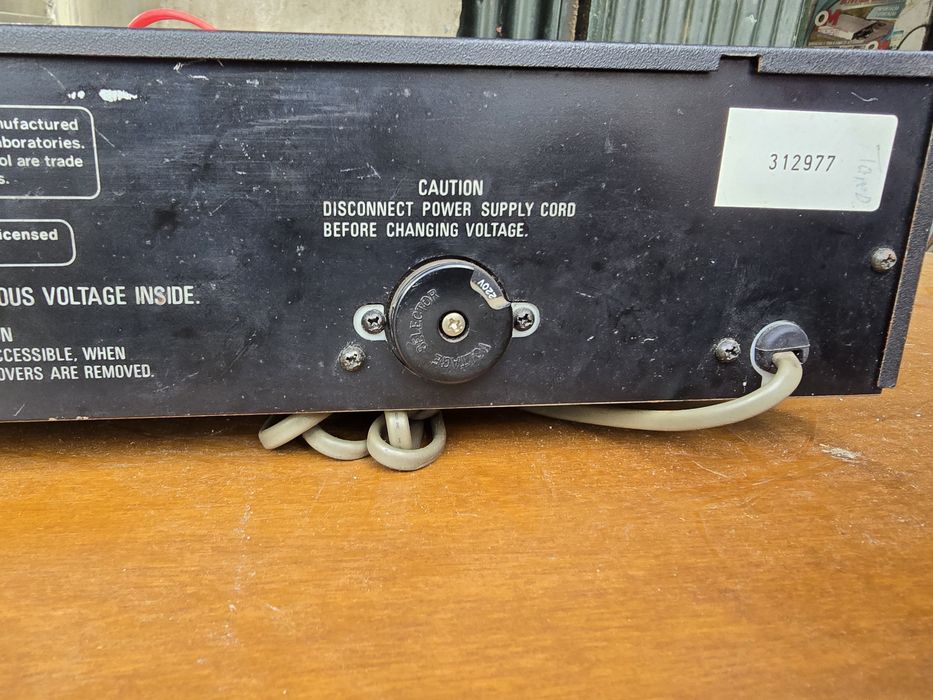 nufactured
aboratories.
ol are trade
s.
icensed
OUS VOLTAGE INSIDE.
N
CCESSIBLE, WHEN
OVERS ARE REMOVED.
CAUTION
DISCONNECT POWER SUPPLY CORD
BEFORE CHANGING VOLTAGE.
220V
VOLTAGE SELECTOR
312977